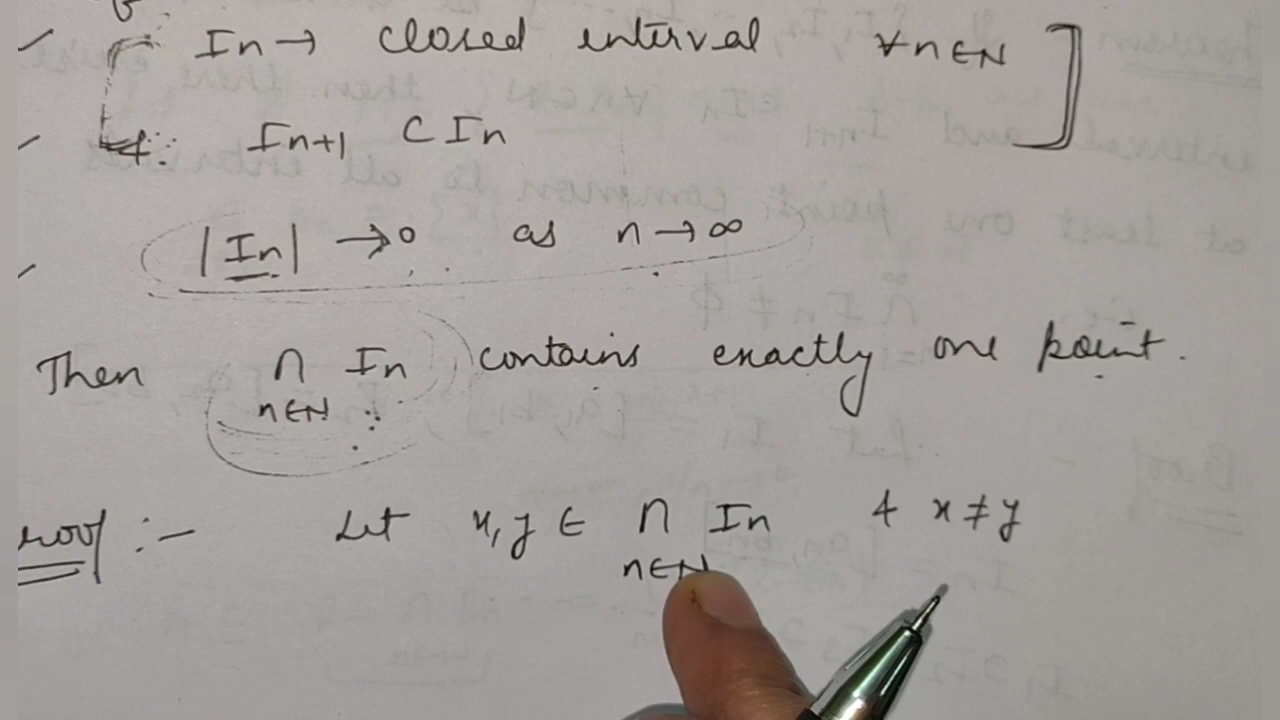 In → closed interval ∀n∈N
&: In+1 ⊂ In
|In| → 0 as n → ∞
Then ∩ In contains exactly one point.
n∈N
roof :- Let x, y ∈ ∩ In & x ≠ y
n∈N